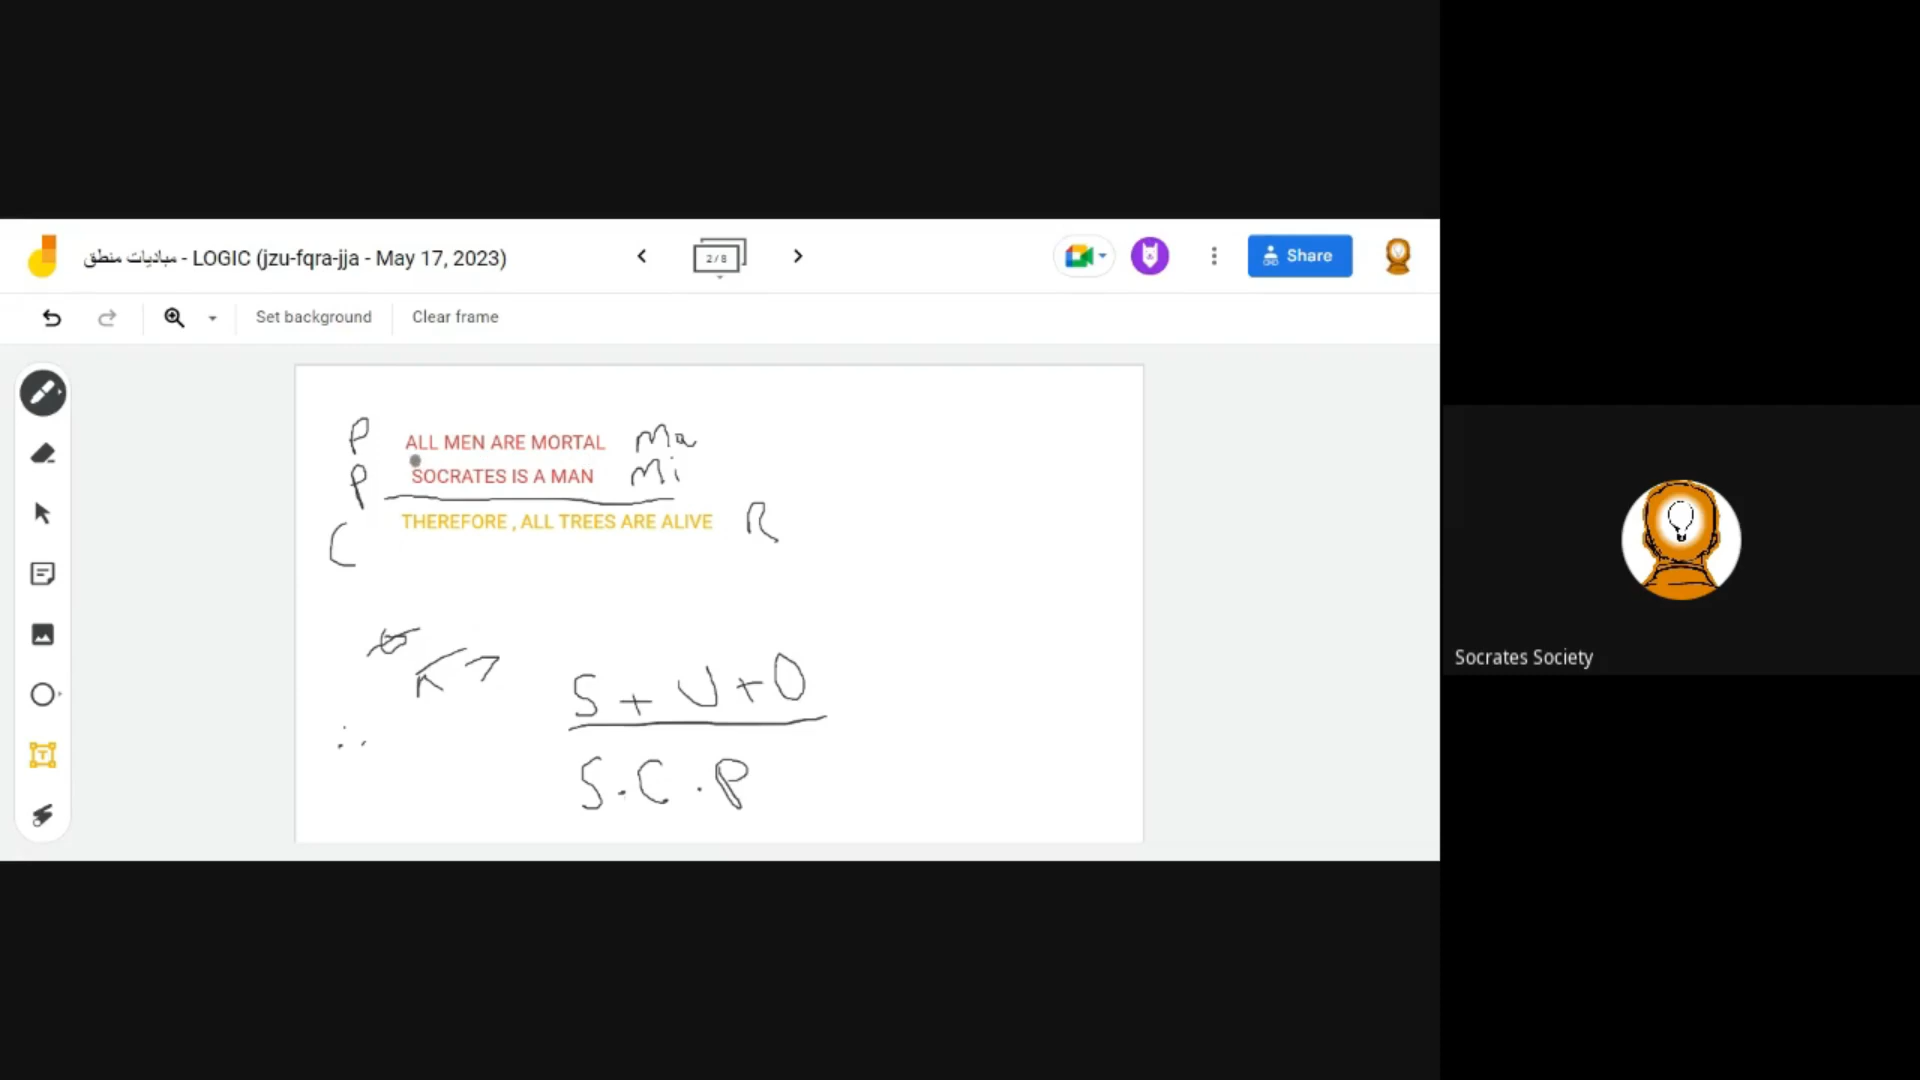 مبادیات منطق - LOGIC (jzu-fqra-jja - May 17, 2023)
2/8
Share
Set background
Clear frame
P ALL MEN ARE MORTAL Ma
P SOCRATES IS A MAN Mi
C THEREFORE , ALL TREES ARE ALIVE R
S + U + O
∴
S . C . P
Socrates Society